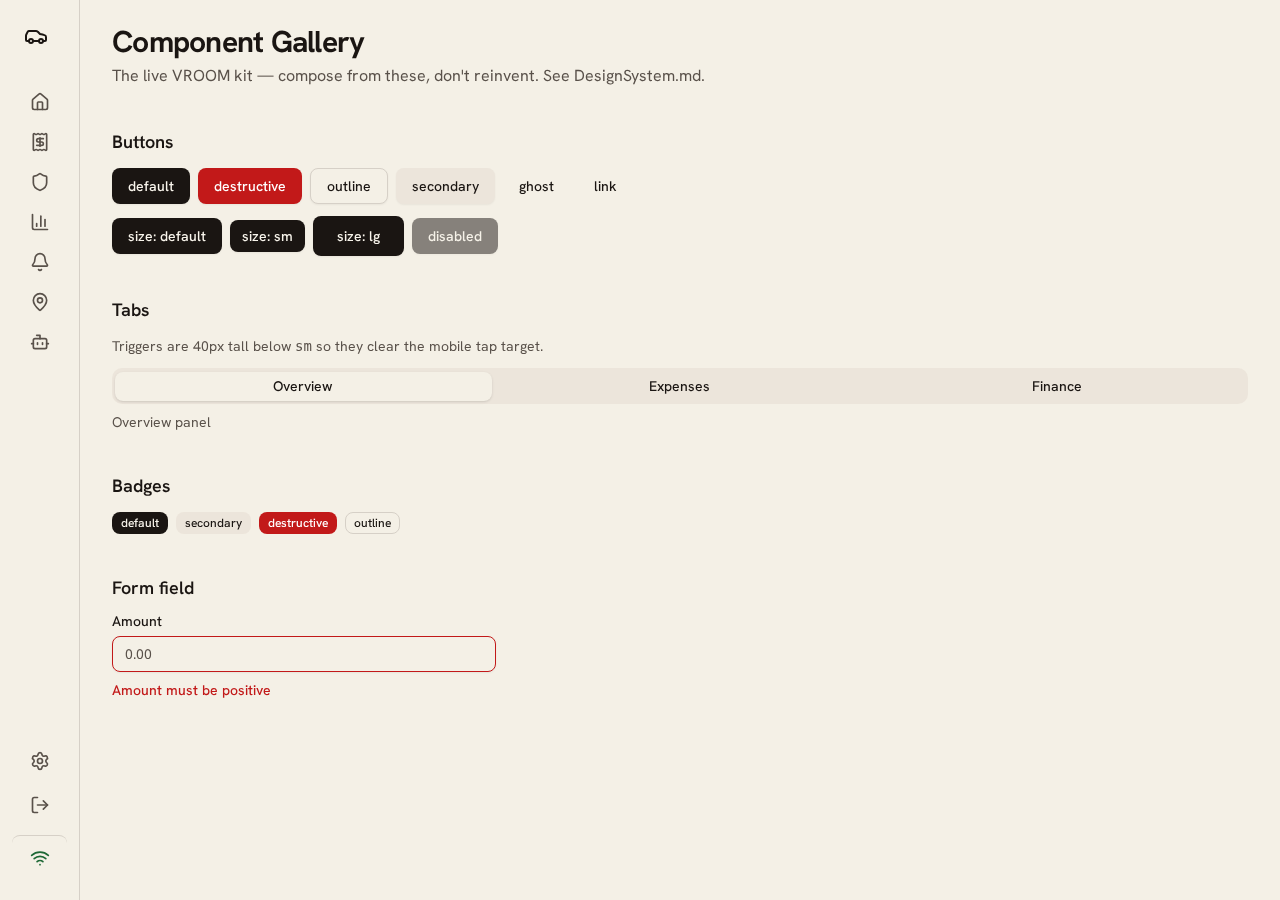 Component Gallery
The live VROOM kit — compose from these, don't reinvent. See DesignSystem.md.
Buttons
default destructive outline secondary ghost link
size: default size: sm size: lg disabled
Tabs
Triggers are 40px tall below sm so they clear the mobile tap target.
Overview Expenses Finance
Overview panel
Badges
default secondary destructive outline
Form field
Amount
0.00
Amount must be positive